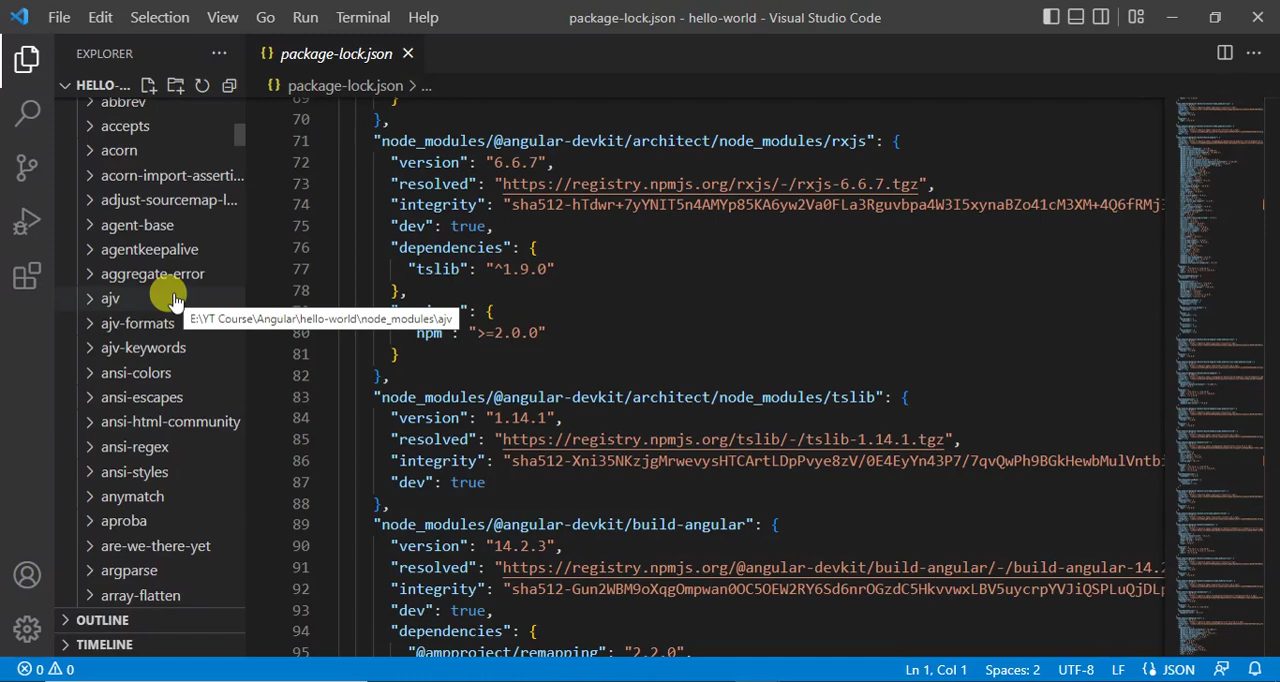 File Edit Selection View Go Run Terminal Help
package-lock.json - hello-world - Visual Studio Code
EXPLORER
{} package-lock.json
HELLO-...
{} package-lock.json > ...
abbrev
accepts
acorn
acorn-import-asserti...
adjust-sourcemap-l...
agent-base
agentkeepalive
aggregate-error
ajv
ajv-formats
ajv-keywords
ansi-colors
ansi-escapes
ansi-html-community
ansi-regex
ansi-styles
anymatch
aproba
are-we-there-yet
argparse
array-flatten
OUTLINE
TIMELINE
E:\YT Course\Angular\hello-world\node_modules\ajv
69 }
70 },
71 "node_modules/@angular-devkit/architect/node_modules/rxjs": {
72 "version": "6.6.7",
73 "resolved": "https://registry.npmjs.org/rxjs/-/rxjs-6.6.7.tgz",
74 "integrity": "sha512-hTdwr+7yYNIT5n4AMYp85KA6yw2Va0FLa3Rguvbpa4W3I5xynaBZo41cM3XM+4Q6fRMj
75 "dev": true,
76 "dependencies": {
77 "tslib": "^1.9.0"
78 },
": {
80 "npm": ">=2.0.0"
81 }
82 },
83 "node_modules/@angular-devkit/architect/node_modules/tslib": {
84 "version": "1.14.1",
85 "resolved": "https://registry.npmjs.org/tslib/-/tslib-1.14.1.tgz",
86 "integrity": "sha512-Xni35NKzjgMrwevysHTCArtLDpPvye8zV/0E4EyYn43P7/7qvQwPh9BGkHewbMulVntbi
87 "dev": true
88 },
89 "node_modules/@angular-devkit/build-angular": {
90 "version": "14.2.3",
91 "resolved": "https://registry.npmjs.org/@angular-devkit/build-angular/-/build-angular-14.2
92 "integrity": "sha512-Gun2WBM9oXqgOmpwan0OC5OEW2RY6Sd6nrOGzdC5HkvvwxLBV5uycrpYVJiQSPLuQjDLp
93 "dev": true,
94 "dependencies": {
95 "@ampproject/remapping": "2.2.0",
0 0
Ln 1, Col 1 Spaces: 2 UTF-8 LF {} JSON